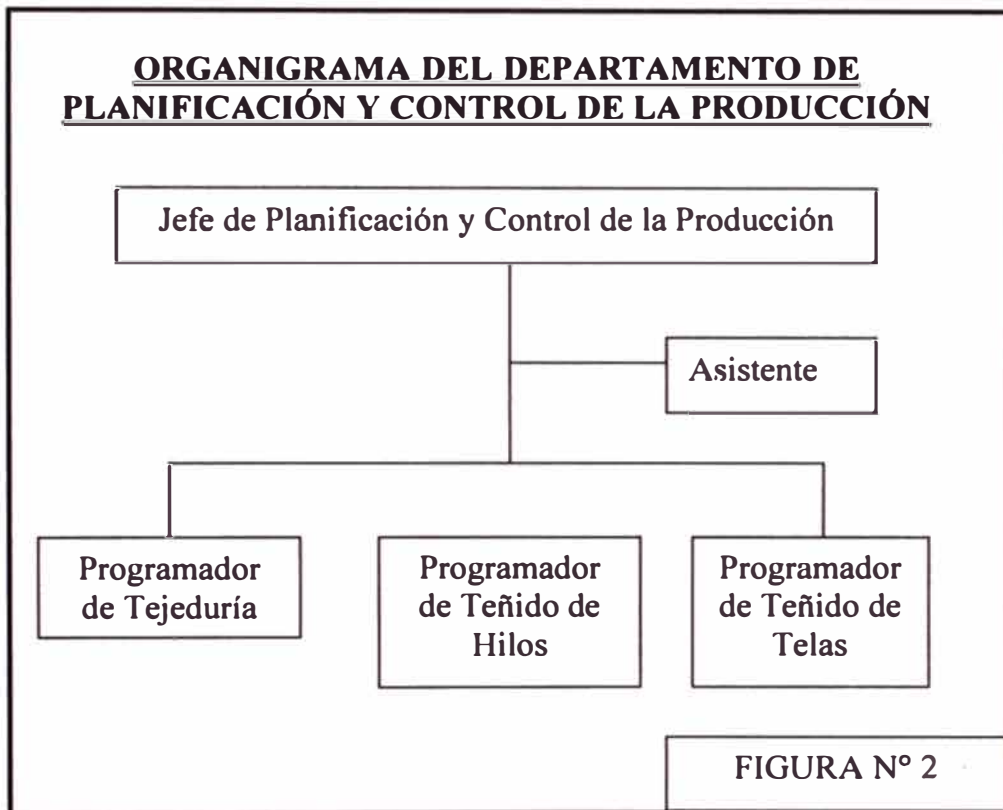 ORGANIGRAMA DEL DEPARTAMENTO DE
PLANIFICACIÓN Y CONTROL DE LA PRODUCCIÓN
Jefe de Planificación y Control de la Producción
Asistente
Programador
de Tejeduría
Programador
de Teñido de
Hilos
Programador
de Teñido de
Telas
FIGURA Nº 2